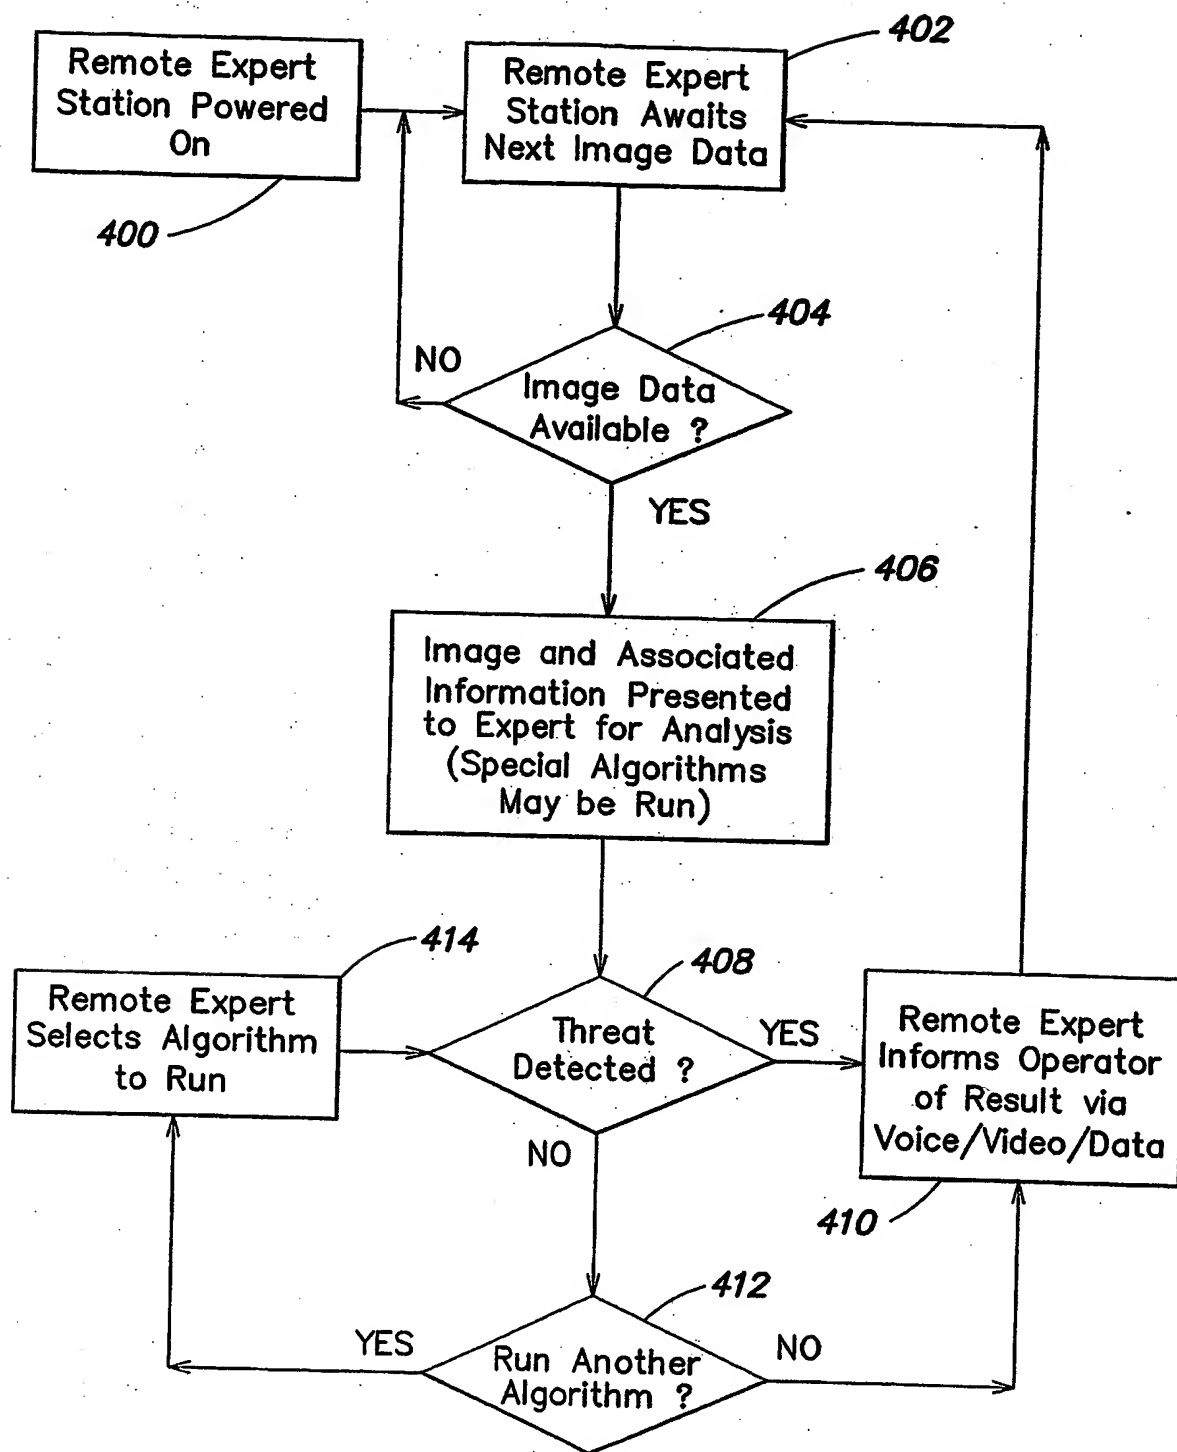 Remote Expert
Station Powered
On
400
Remote Expert
Station Awaits
Next Image Data
402
404
NO
Image Data
Available ?
YES
406
Image and Associated
Information Presented
to Expert for Analysis
(Special Algorithms
May be Run)
414
Remote Expert
Selects Algorithm
to Run
408
Threat
Detected ?
YES
NO
Remote Expert
Informs Operator
of Result via
Voice/Video/Data
410
412
YES
Run Another
Algorithm ?
NO